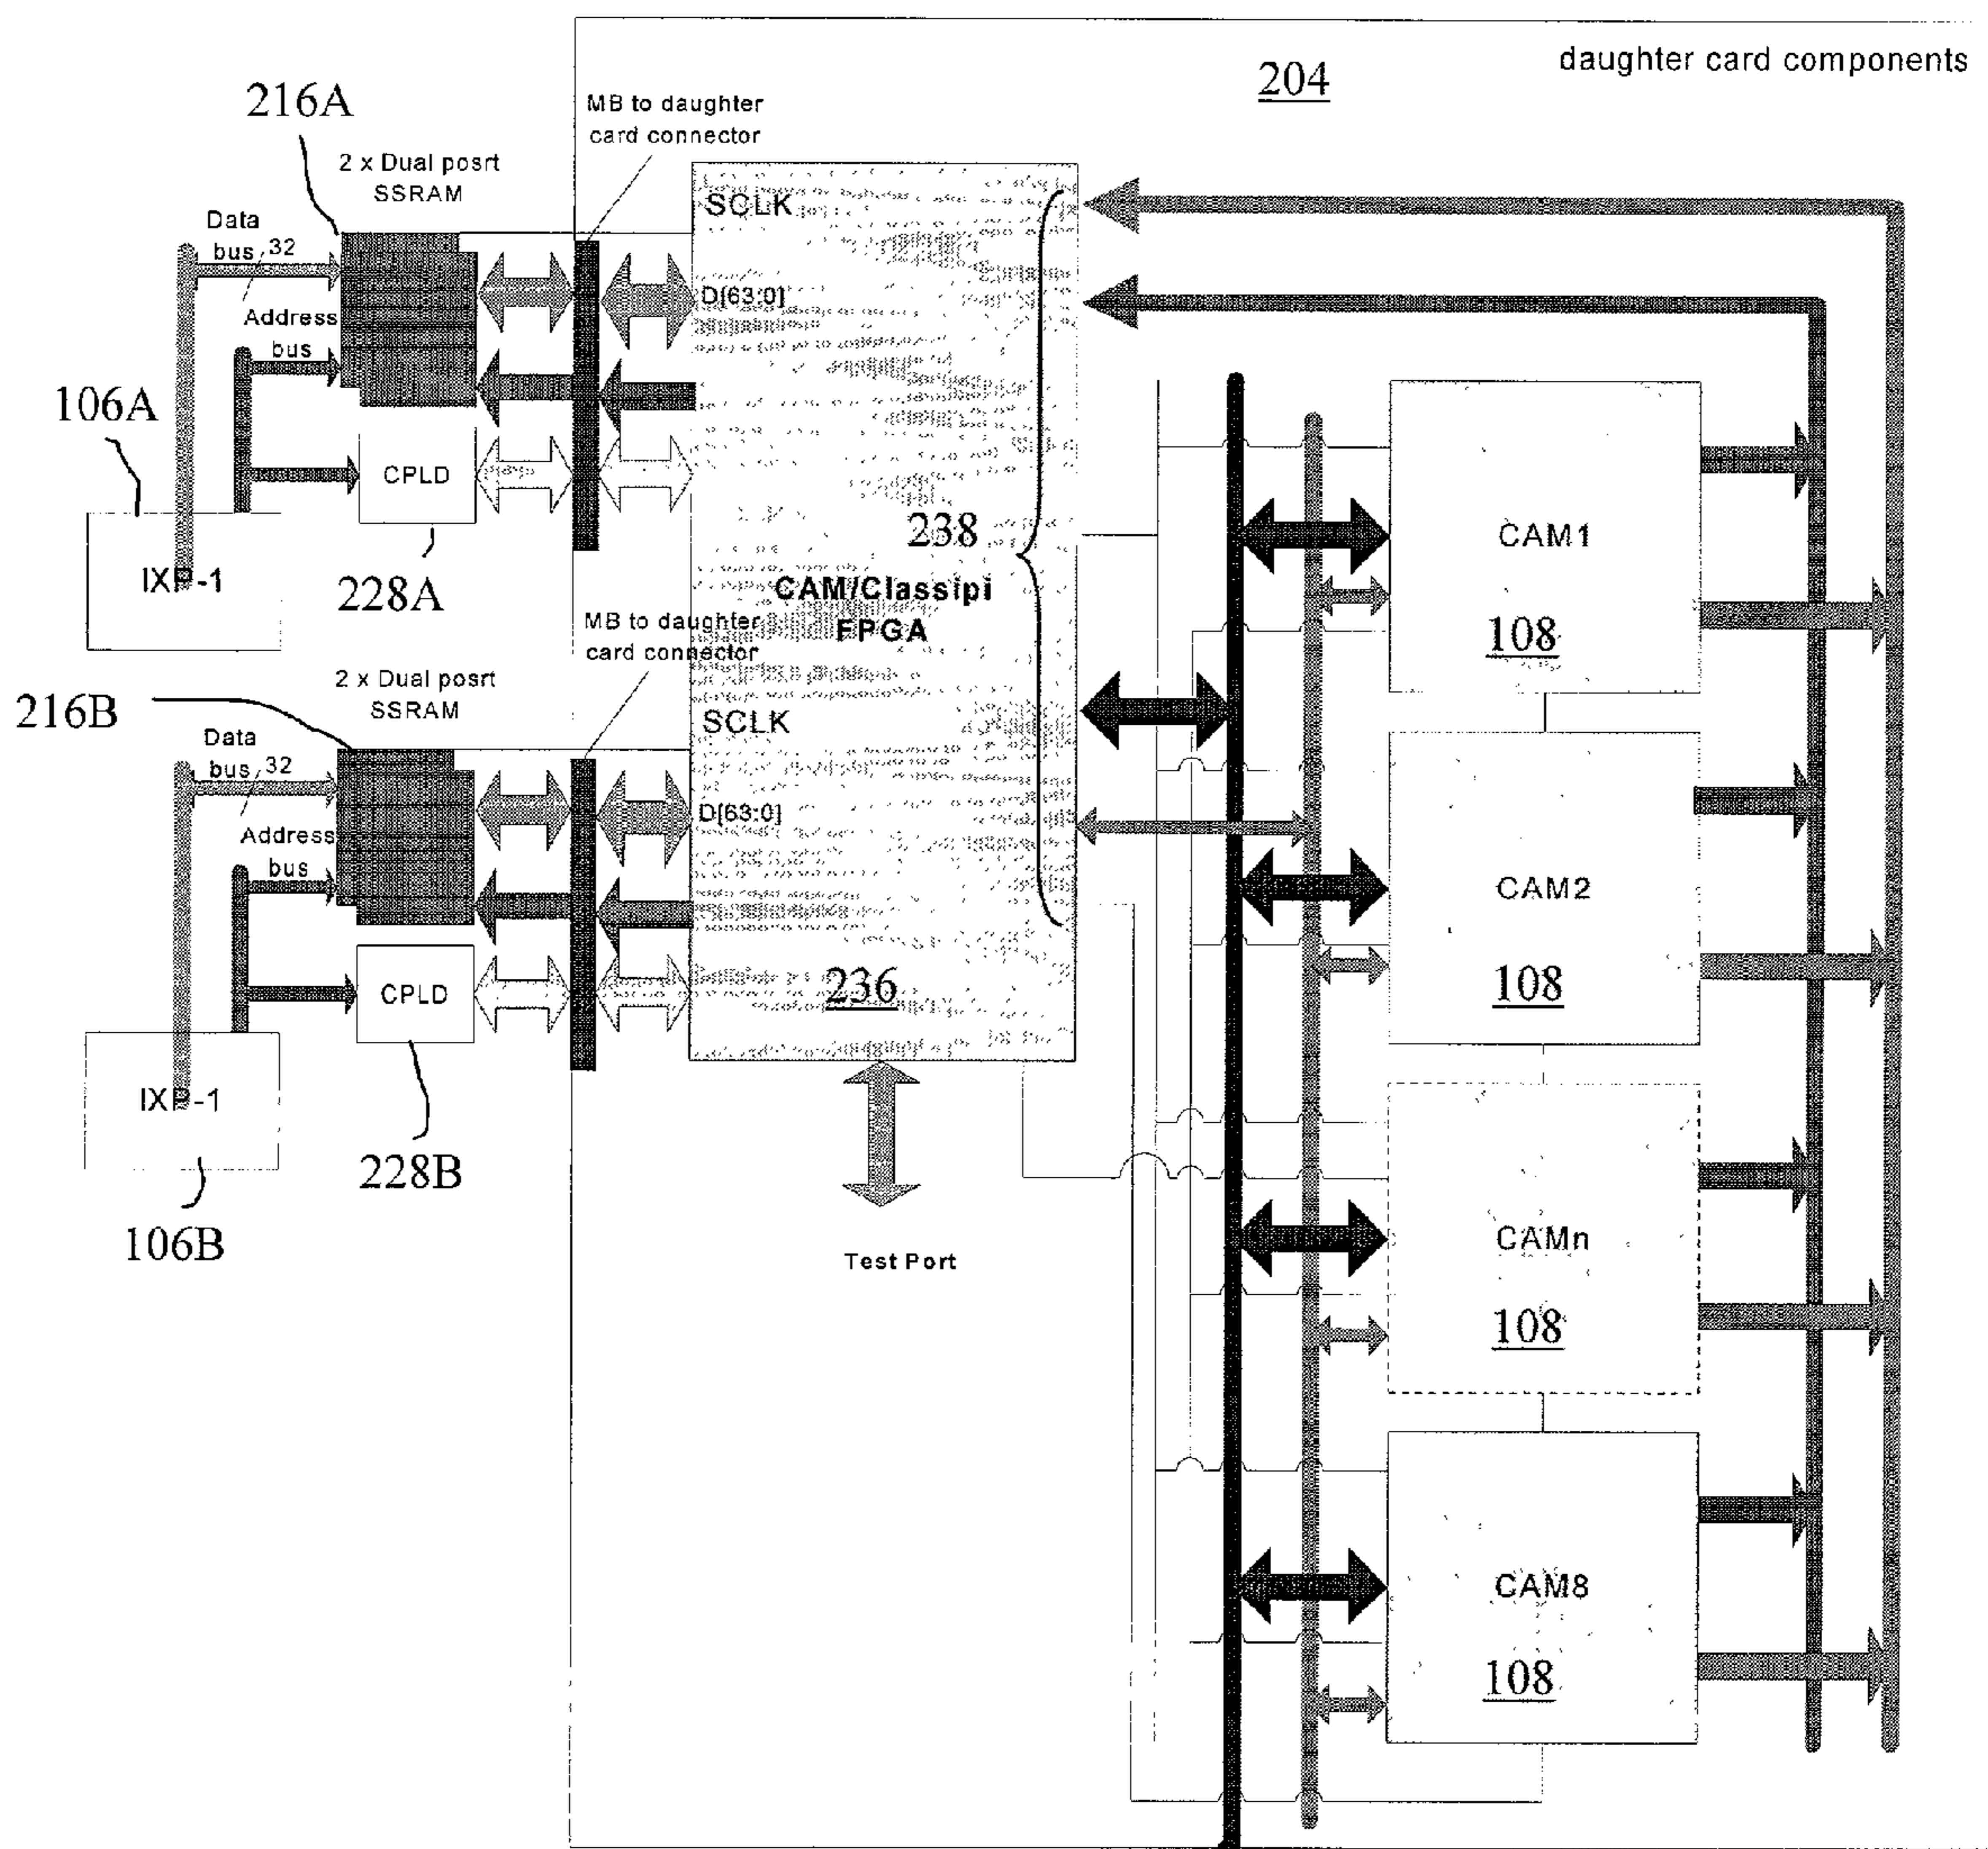 daughter card components
204
MB to daughter
card connector
216A
2 x Dual posrt
SSRAM
SCLK
Data
bus
32
D[63:0]
Address
bus
106A
CPLD
IXP-1
228A
238
CAM/Classipi
FPGA
CAM1
108
MB to daughter
card connector
2 x Dual posrt
SSRAM
216B
SCLK
Data
bus
32
D[63:0]
Address
bus
CAM2
108
CPLD
236
IXP-1
228B
106B
Test Port
CAMn
108
CAM8
108